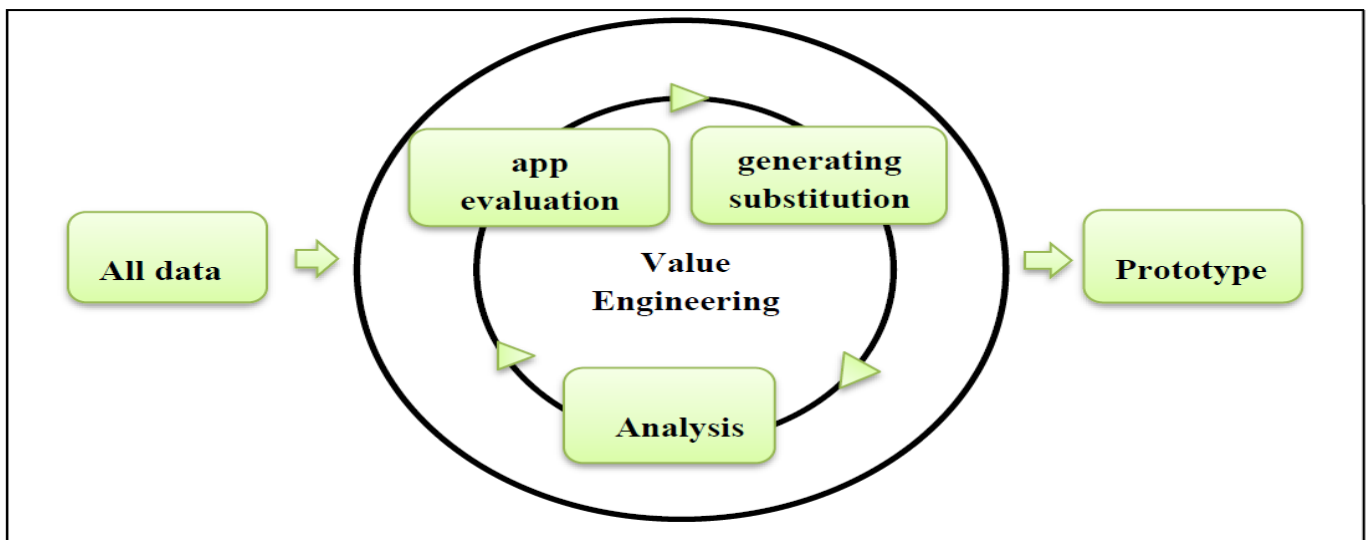 app
evaluation
generating
substitution
All data
Value
Engineering
Prototype
Analysis